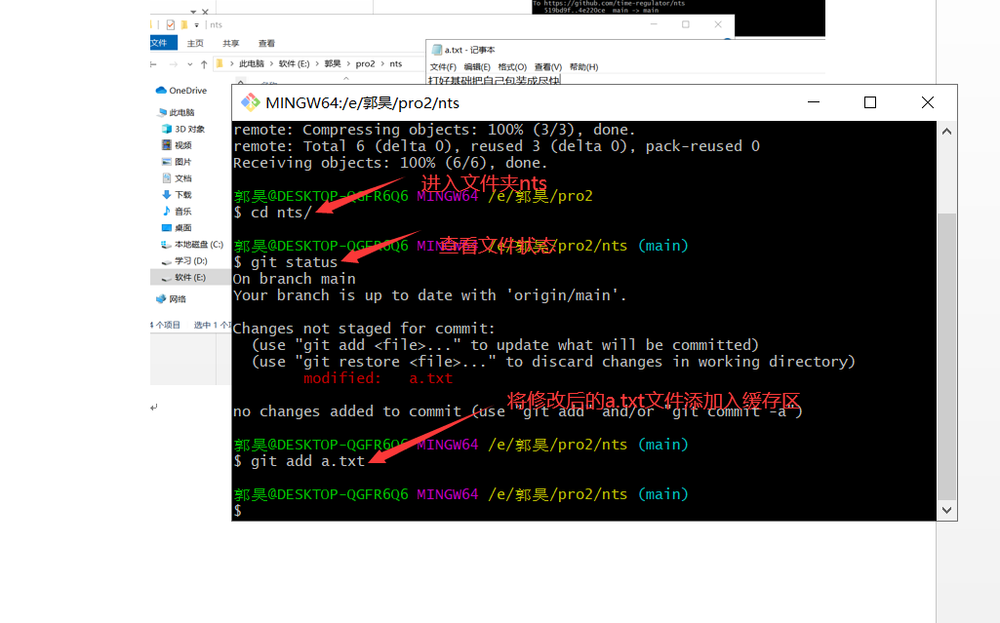 To https://github.com/time-regulator/nts
519bd9f..4e220ce main -> main
nts
文件 主页 共享 查看
a.txt - 记事本
文件(F) 编辑(E) 格式(O) 查看(V) 帮助(H)
此电脑 > 软件 (E:) > 郭昊 > pro2 > nts
打好基础把自己包装成尽快
OneDrive
此电脑
3D 对象
视频
图片
文档
下载
音乐
桌面
本地磁盘 (C:)
学习 (D:)
软件 (E:)
网络
4 个项目 选中 1 个项
MINGW64:/e/郭昊/pro2/nts
remote: Compressing objects: 100% (3/3), done.
remote: Total 6 (delta 0), reused 3 (delta 0), pack-reused 0
Receiving objects: 100% (6/6), done.
进入文件夹nts
郭昊@DESKTOP-QGFR6Q6 MINGW64 /e/郭昊/pro2
$ cd nts/
查看文件状态
郭昊@DESKTOP-QGFR6Q6 MINGW64 /e/郭昊/pro2/nts (main)
$ git status
On branch main
Your branch is up to date with 'origin/main'.
Changes not staged for commit:
(use "git add <file>..." to update what will be committed)
(use "git restore <file>..." to discard changes in working directory)
modified: a.txt
将修改后的a.txt文件添加入缓存区
no changes added to commit (use "git add" and/or "git commit -a")
郭昊@DESKTOP-QGFR6Q6 MINGW64 /e/郭昊/pro2/nts (main)
$ git add a.txt
郭昊@DESKTOP-QGFR6Q6 MINGW64 /e/郭昊/pro2/nts (main)
$